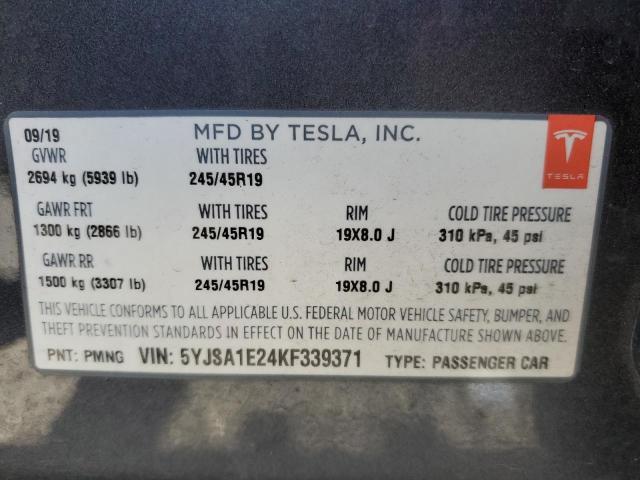 09/19 MFD BY TESLA, INC.
GVWR WITH TIRES
TESLA
2694 kg (5939 lb) 245/45R19
GAWR FRT WITH TIRES RIM COLD TIRE PRESSURE
1300 kg (2866 lb) 245/45R19 19X8.0 J 310 kPa, 45 psi
GAWR RR WITH TIRES RIM COLD TIRE PRESSURE
1500 kg (3307 lb) 245/45R19 19X8.0 J 310 kPa, 45 psi
THIS VEHICLE CONFORMS TO ALL APPLICABLE U.S. FEDERAL MOTOR VEHICLE SAFETY, BUMPER, AND
THEFT PREVENTION STANDARDS IN EFFECT ON THE DATE OF MANUFACTURE SHOWN ABOVE.
PNT: PMNG VIN: 5YJSA1E24KF339371 TYPE: PASSENGER CAR